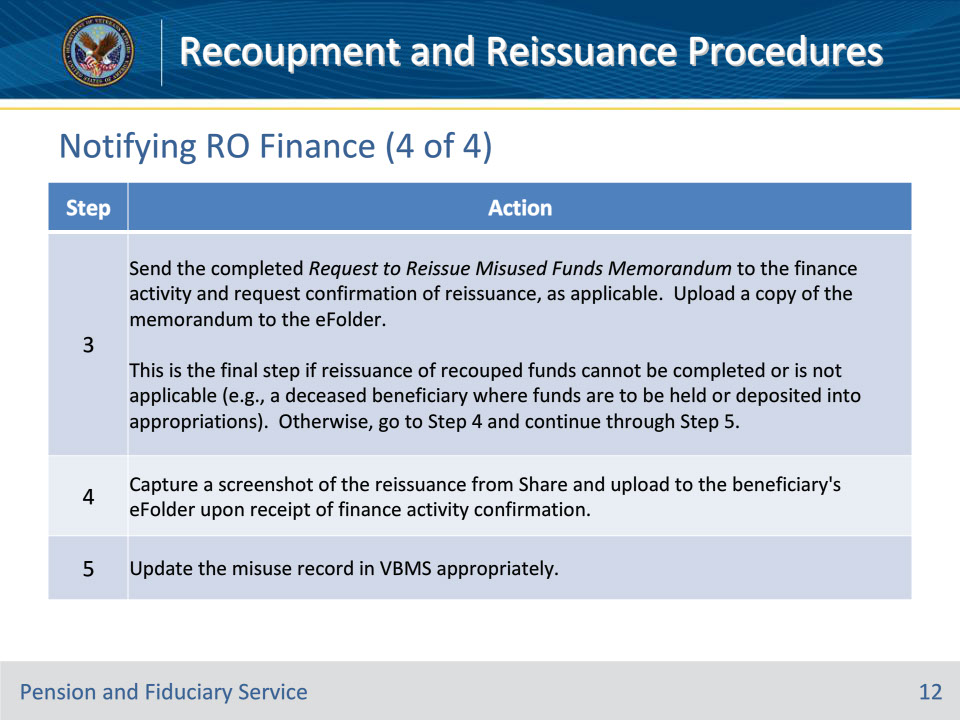 Recoupment and Reissuance Procedures
Notifying RO Finance (4 of 4)
Step Action
Send the completed Request to Reissue Misused Funds Memorandum to the finance
activity and request confirmation of reissuance, as applicable.  Upload a copy of the
memorandum to the eFolder.
3
This is the final step if reissuance of recouped funds cannot be completed or is not
applicable (e.g., a deceased beneficiary where funds are to be held or deposited into
appropriations).  Otherwise, go to Step 4 and continue through Step 5.
4
Capture a screenshot of the reissuance from Share and upload to the beneficiary's
eFolder upon receipt of finance activity confirmation.
5 Update the misuse record in VBMS appropriately.
Pension and Fiduciary Service 12